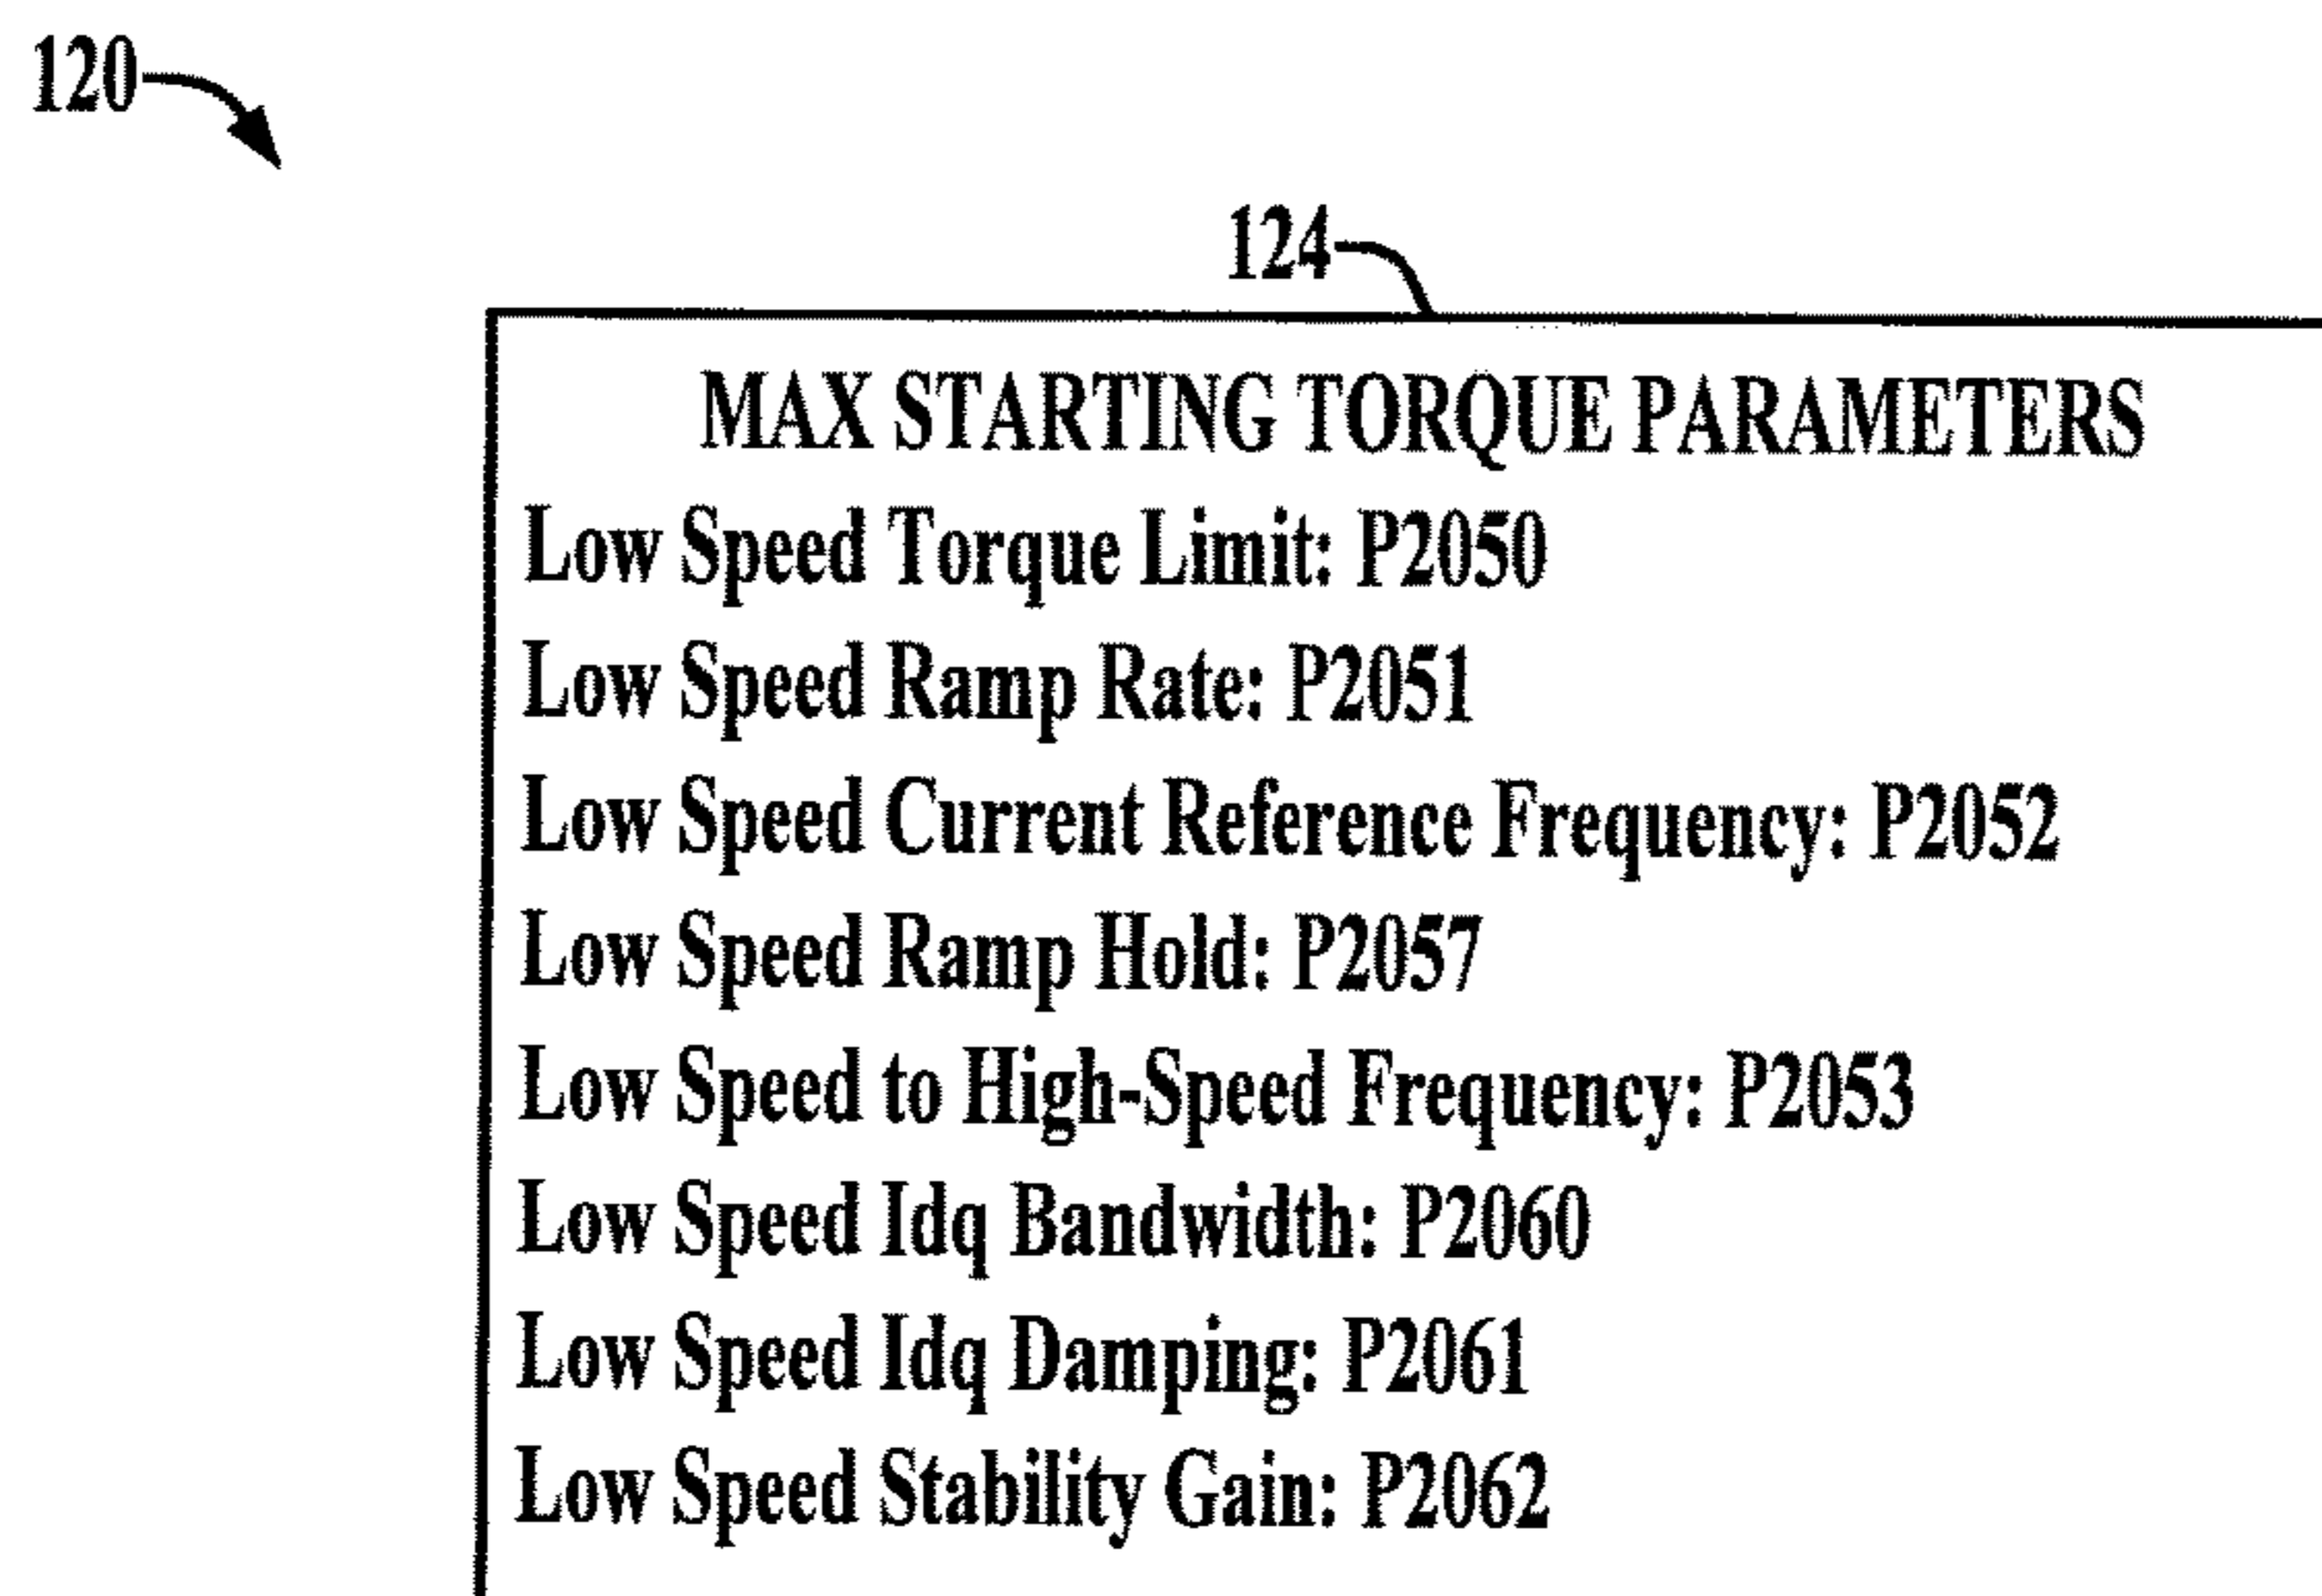 120
124
MAX STARTING TORQUE PARAMETERS
Low Speed Torque Limit: P2050
Low Speed Ramp Rate: P2051
Low Speed Current Reference Frequency: P2052
Low Speed Ramp Hold: P2057
Low Speed to High-Speed Frequency: P2053
Low Speed Idq Bandwidth: P2060
Low Speed Idq Damping: P2061
Low Speed Stability Gain: P2062